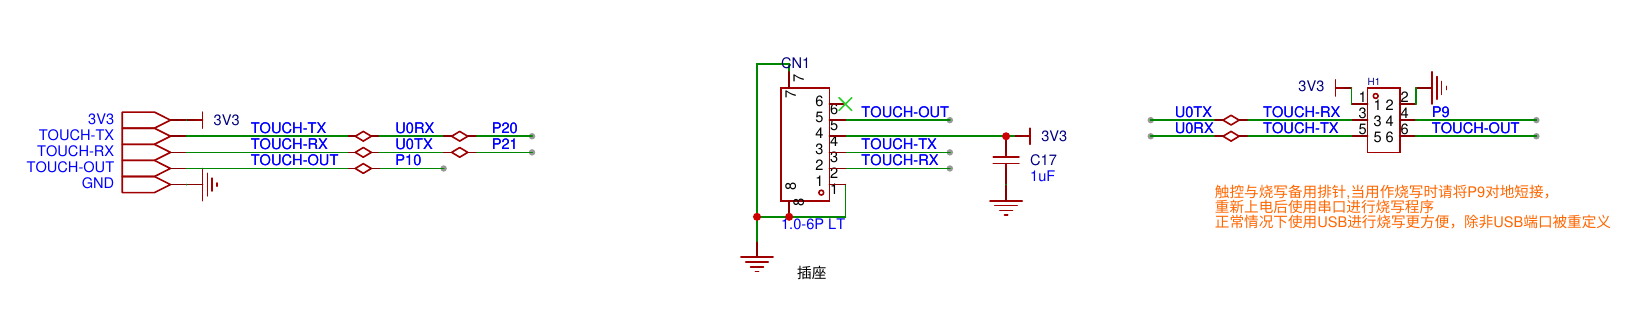 3V3
3V3
TOUCH-TX
TOUCH-TX
U0RX
P20
TOUCH-RX
TOUCH-RX
U0TX
P21
TOUCH-OUT
TOUCH-OUT
P10
GND
CN1
7
7
6
6
5
5
4
4
3
3
2
2
1
1
8
8
TOUCH-OUT
3V3
TOUCH-TX
TOUCH-RX
C17
1uF
1.0-6P LT
插座
H1
3V3
1
1 2
2
U0TX
TOUCH-RX
3
3 4
4
P9
U0RX
TOUCH-TX
5
5 6
6
TOUCH-OUT
触控与烧写备用排针,当用作烧写时请将P9对地短接，
重新上电后使用串口进行烧写程序
正常情况下使用USB进行烧写更方便，除非USB端口被重定义